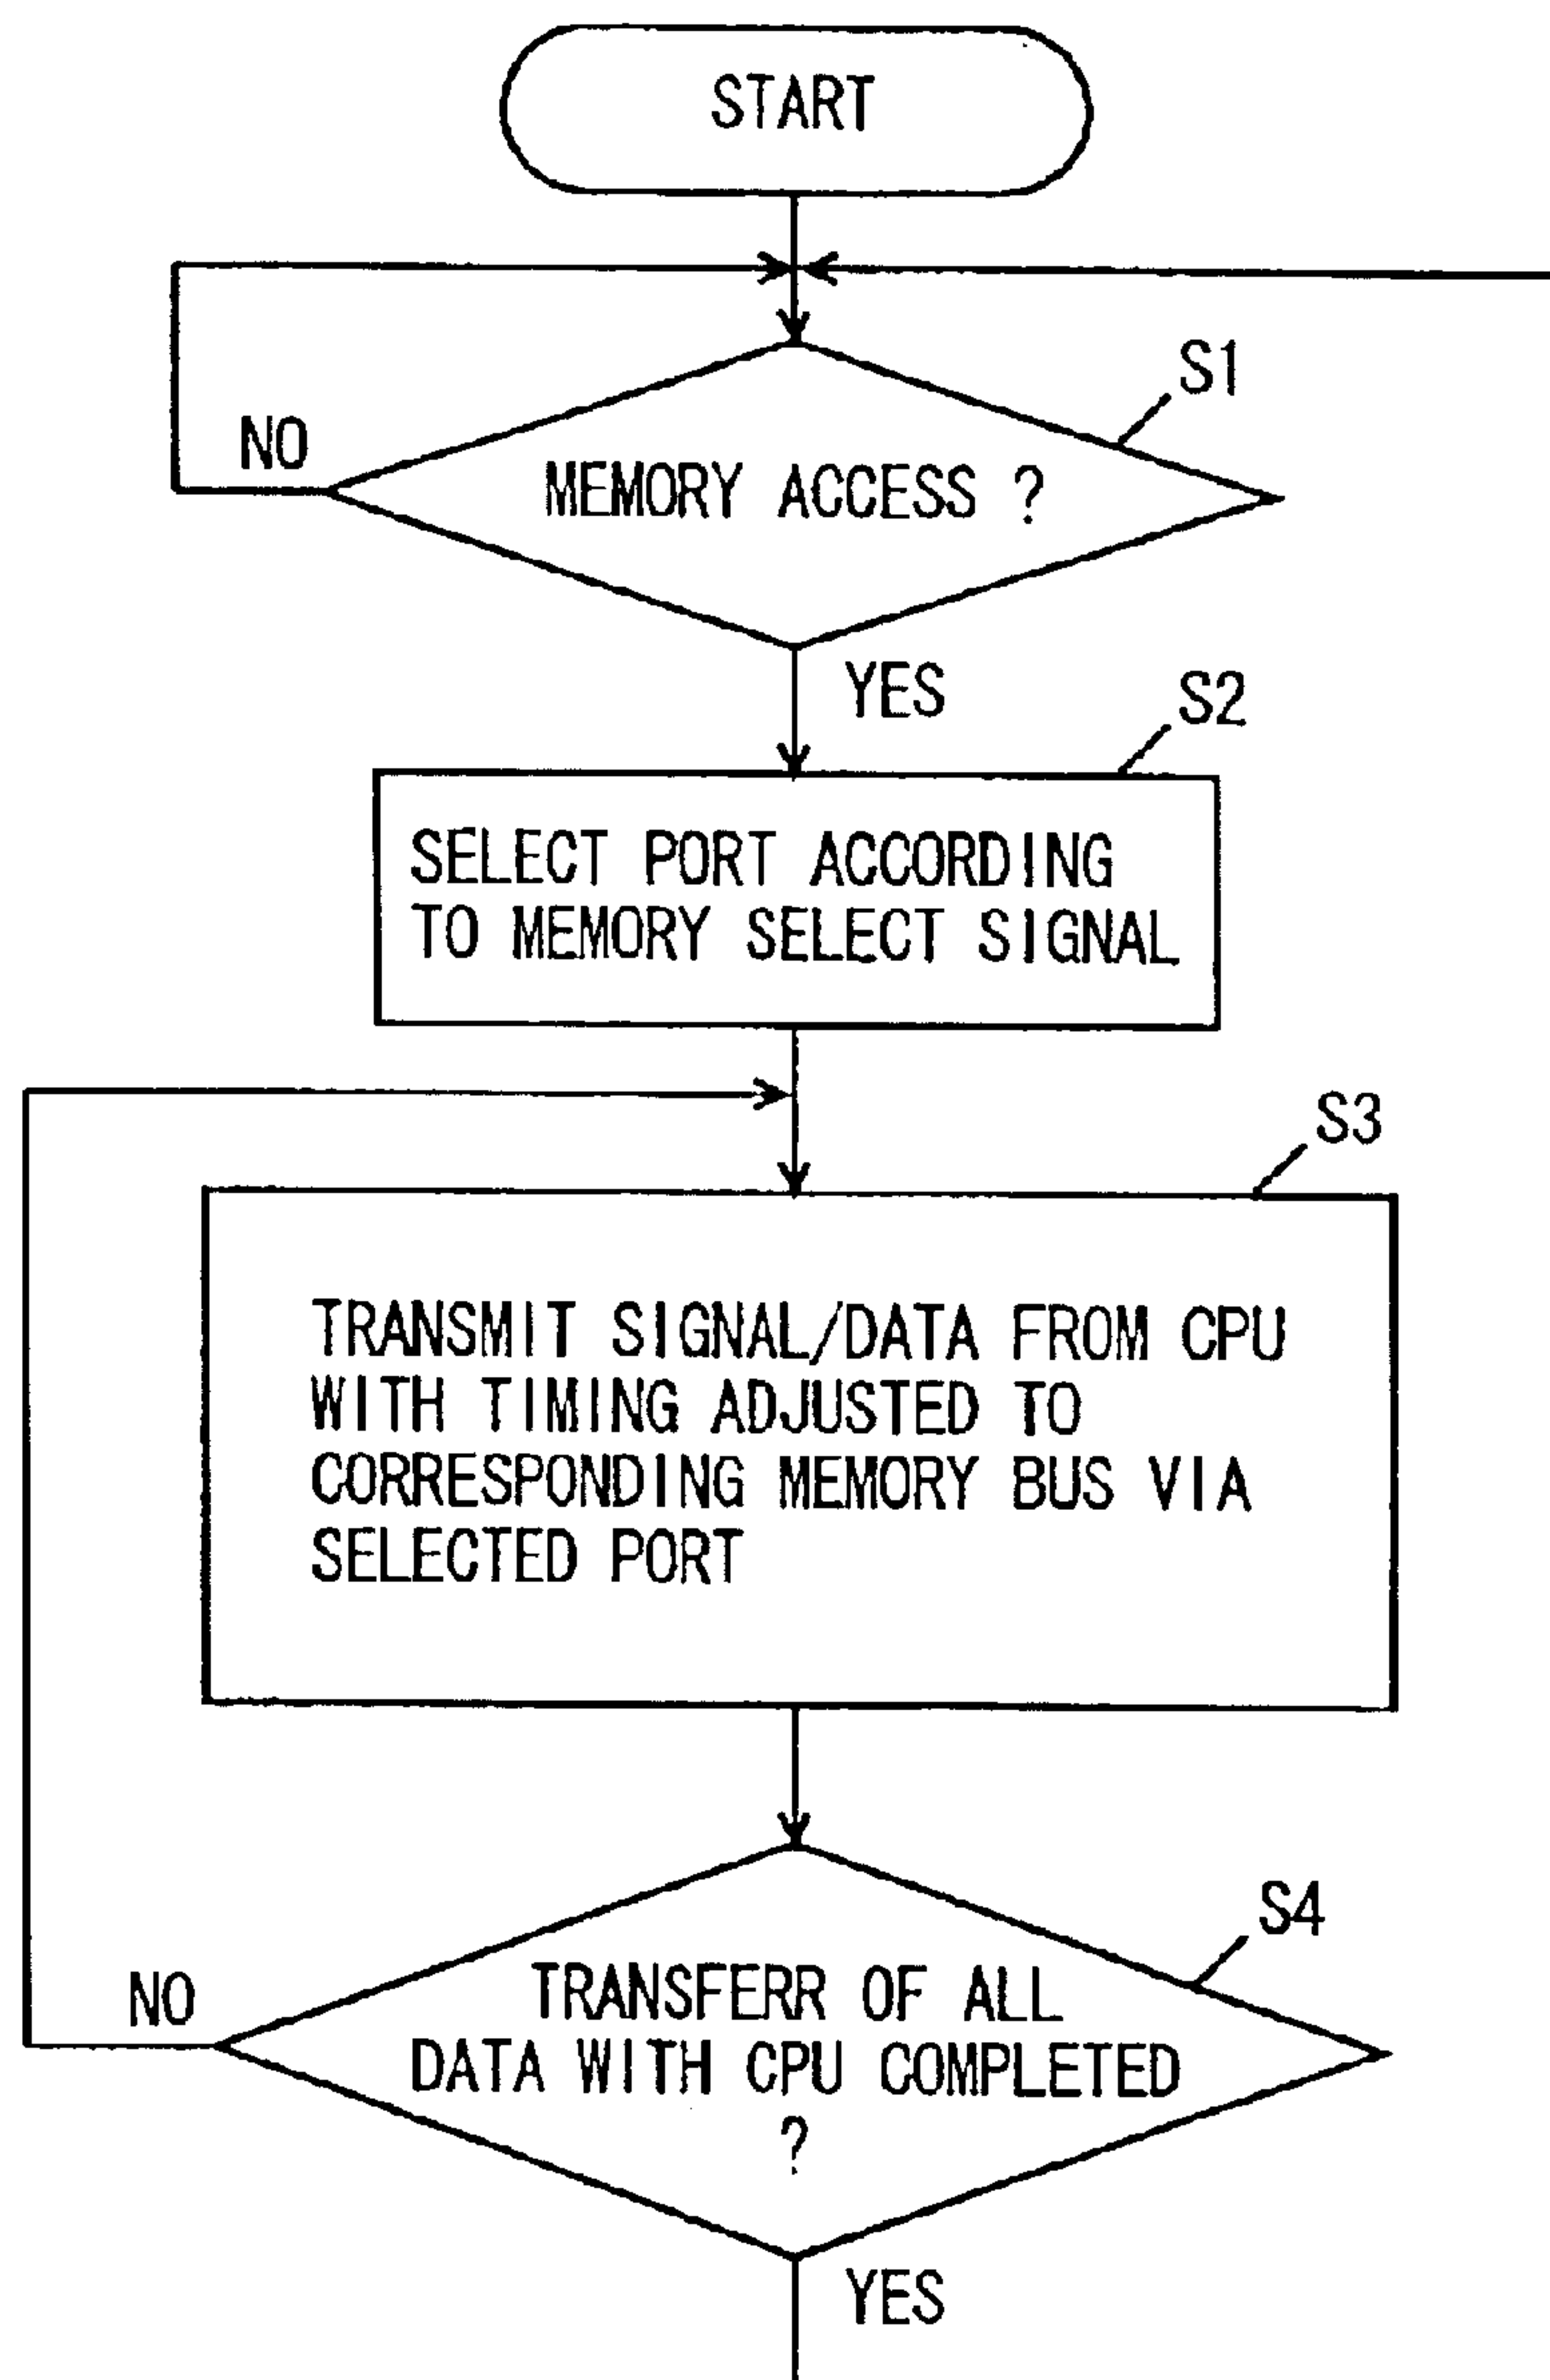 START
S1
NO
MEMORY ACCESS ?
YES
S2
SELECT PORT ACCORDING
TO MEMORY SELECT SIGNAL
S3
TRANSMIT SIGNAL/DATA FROM CPU
WITH TIMING ADJUSTED TO
CORRESPONDING MEMORY BUS VIA
SELECTED PORT
S4
NO
TRANSFERR OF ALL
DATA WITH CPU COMPLETED
?
YES